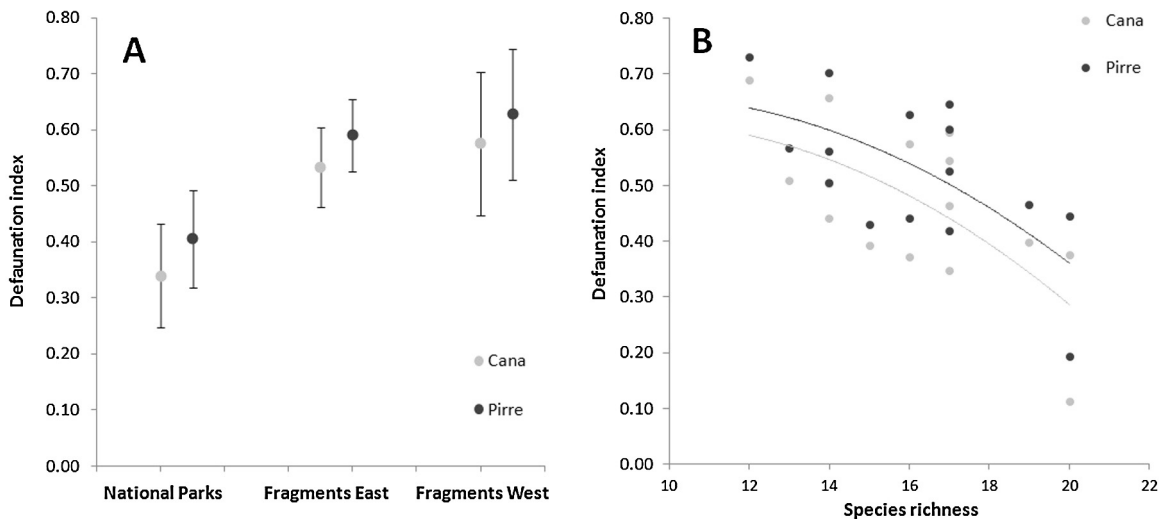 A
0.80
0.70
0.60
0.50
0.40
0.30
0.20
0.10
0.00
Defaunation index
National Parks Fragments East Fragments West
Cana
Pirre
B
0.80
0.70
0.60
0.50
0.40
0.30
0.20
0.10
0.00
Defaunation index
10 12 14 16 18 20 22
Species richness
Cana
Pirre